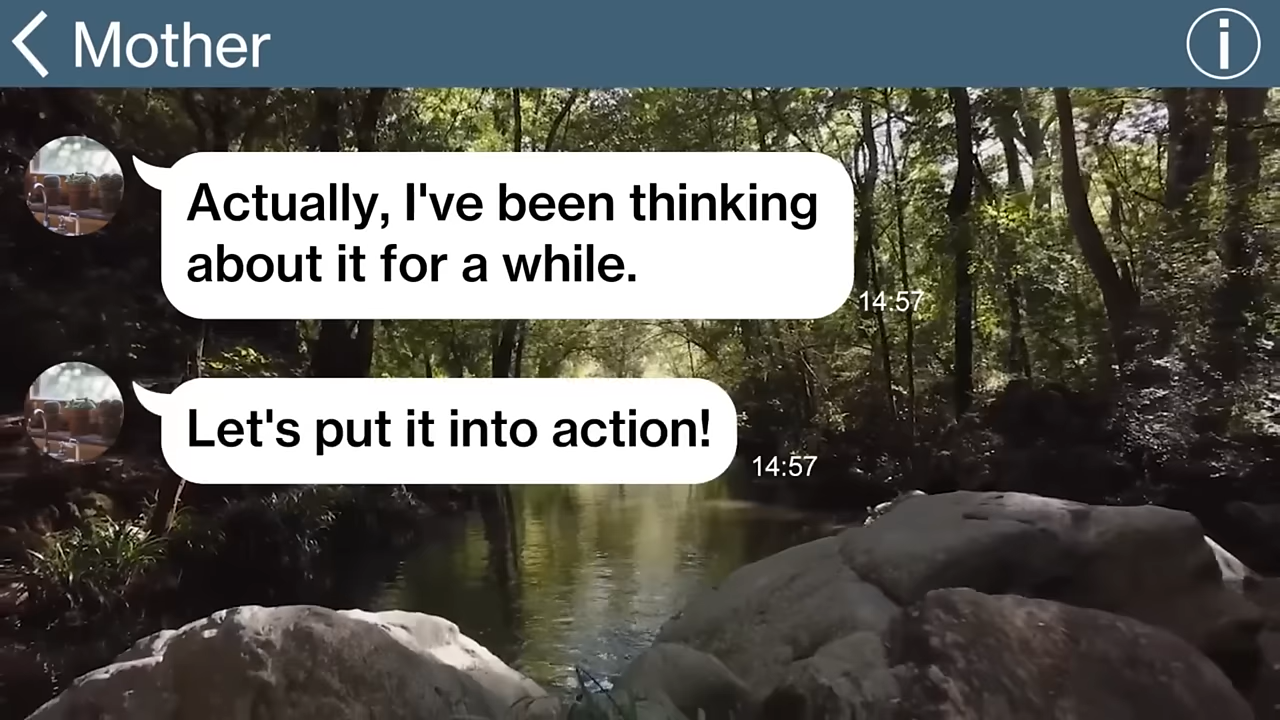 Mother
Actually, I've been thinking
about it for a while.
14:57
Let's put it into action!
14:57